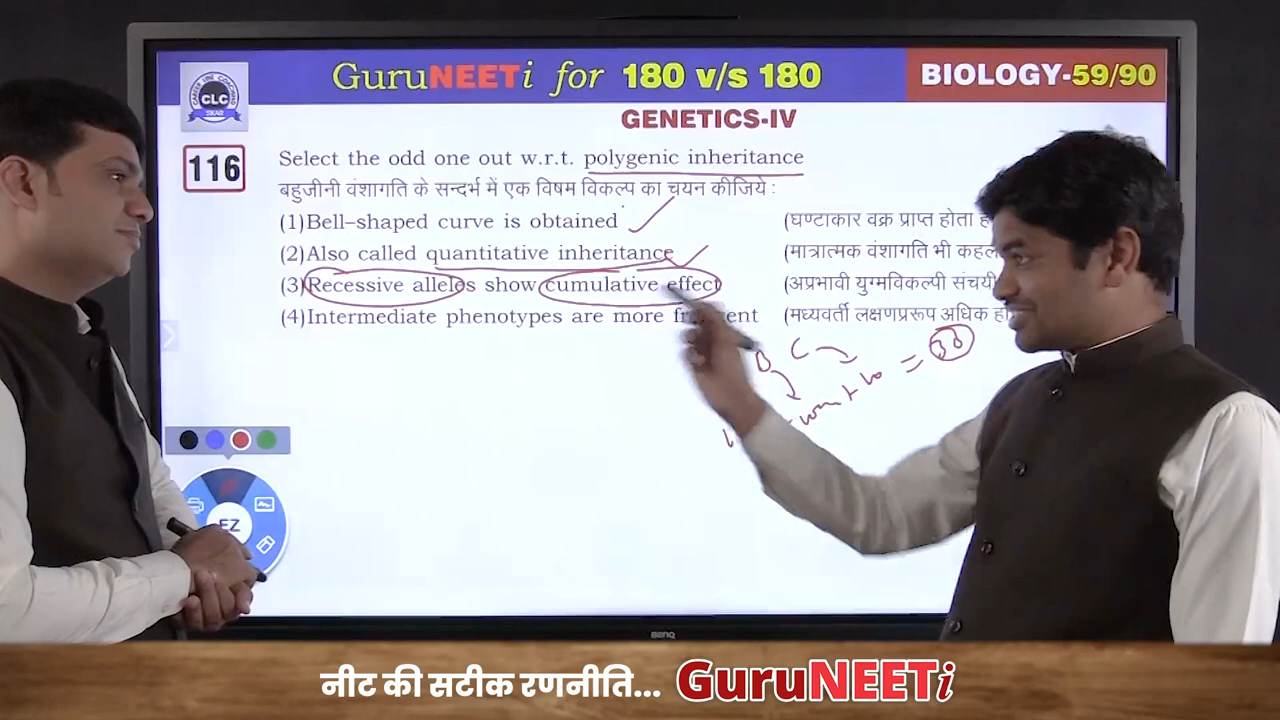 GuruNEETi for 180 v/s 180
BIOLOGY-59/90
CLC
SIKAR
GENETICS-IV
116
Select the odd one out w.r.t. polygenic inheritance
बहुजीनी वंशागति के सन्दर्भ में एक विषम विकल्प का चयन कीजिये :
(1)Bell–shaped curve is obtained (घण्टाकार वक्र प्राप्त होता
(2)Also called quantitative inheritance (मात्रात्मक वंशागति भी
(3)Recessive alleles show cumulative effect (अप्रभावी युग्मविकल्पी
(4)Intermediate phenotypes are more (मध्यवर्ती लक्षणप्ररूप अधिक
B C
EZ
BenQ
नीट की सटीक रणनीति... GuruNEETi